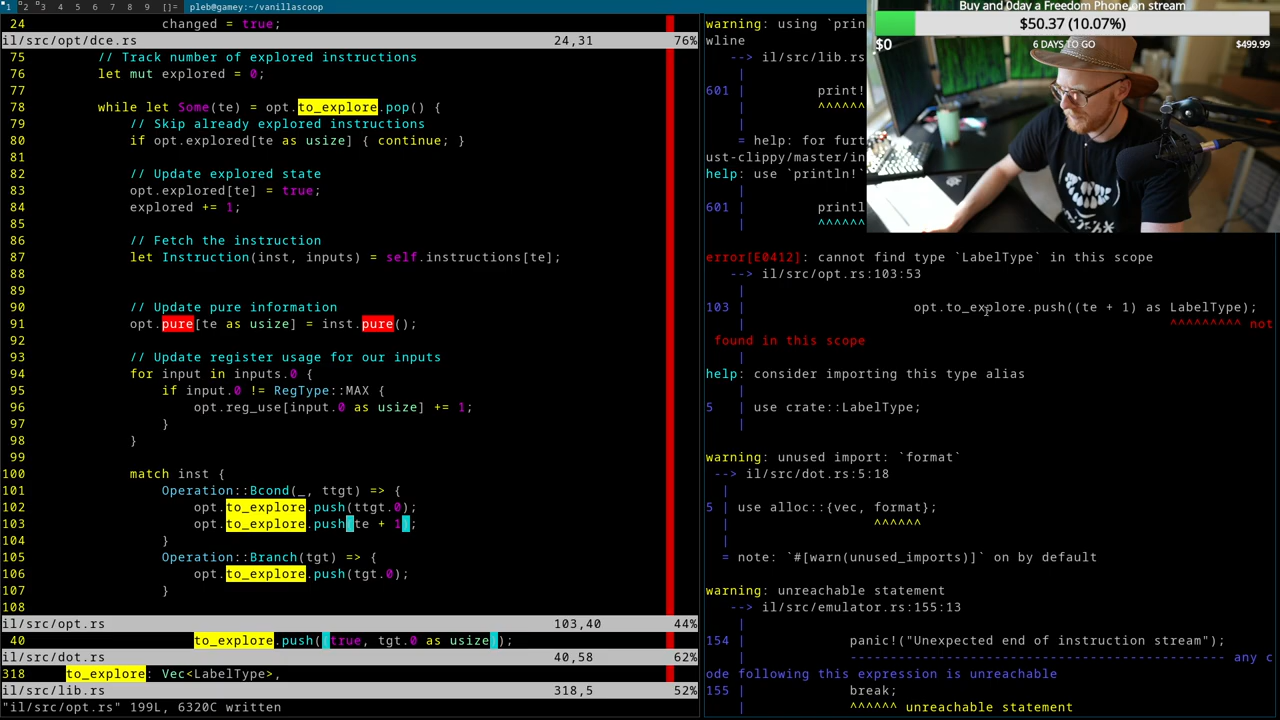 1 2 3 4 5 6 7 8 9 []= pleb@gamey:~/vanillascoop
24 changed = true;
il/src/opt/dce.rs 24,31 76%
75 // Track number of explored instructions
76 let mut explored = 0;
77
78 while let Some(te) = opt.to_explore.pop() {
79 // Skip already explored instructions
80 if opt.explored[te as usize] { continue; }
81
82 // Update explored state
83 opt.explored[te] = true;
84 explored += 1;
85
86 // Fetch the instruction
87 let Instruction(inst, inputs) = self.instructions[te];
88
89
90 // Update pure information
91 opt.pure[te as usize] = inst.pure();
92
93 // Update register usage for our inputs
94 for input in inputs.0 {
95 if input.0 != RegType::MAX {
96 opt.reg_use[input.0 as usize] += 1;
97 }
98 }
99
100 match inst {
101 Operation::Bcond(_, ttgt) => {
102 opt.to_explore.push(ttgt.0);
103 opt.to_explore.push(te + 1);
104 }
105 Operation::Branch(tgt) => {
106 opt.to_explore.push(tgt.0);
107 }
108
il/src/opt.rs 103,40 44%
40 to_explore.push((true, tgt.0 as usize));
il/src/dot.rs 40,58 62%
318 to_explore: Vec<LabelType>,
il/src/lib.rs 318,5 52%
"il/src/opt.rs" 199L, 6320C written
warning: using `prin
wline
--> il/src/lib.rs
|
601 | print!
| ^^^^^^
|
= help: for furt
ust-clippy/master/in
help: use `println!`
|
601 | printl
| ^^^^^^
error[E0412]: cannot find type `LabelType` in this scope
--> il/src/opt.rs:103:53
|
103 | opt.to_explore.push((te + 1) as LabelType);
| ^^^^^^^^^ not
found in this scope
|
help: consider importing this type alias
|
5 | use crate::LabelType;
|
warning: unused import: `format`
--> il/src/dot.rs:5:18
|
5 | use alloc::{vec, format};
| ^^^^^^
|
= note: `#[warn(unused_imports)]` on by default
warning: unreachable statement
--> il/src/emulator.rs:155:13
|
154 | panic!("Unexpected end of instruction stream");
| ---------------------------------------------- any c
ode following this expression is unreachable
155 | break;
| ^^^^^^ unreachable statement
Buy and 0day a Freedom Phone on stream
$50.37 (10.07%)
$0 6 DAYS TO GO $499.99